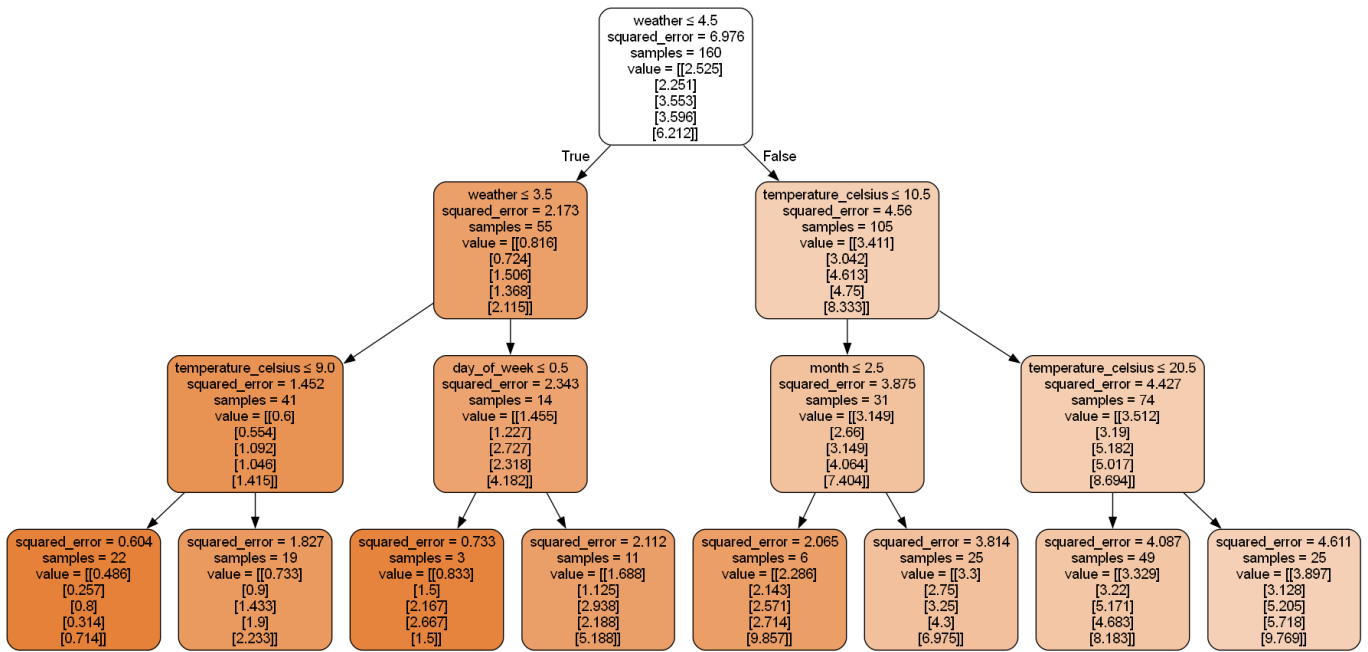 weather ≤ 4.5
squared_error = 6.976
samples = 160
value = [[2.525]
[2.251]
[3.553]
[3.596]
[6.212]]
True
False
weather ≤ 3.5
squared_error = 2.173
samples = 55
value = [[0.816]
[0.724]
[1.506]
[1.368]
[2.115]]
temperature_celsius ≤ 10.5
squared_error = 4.56
samples = 105
value = [[3.411]
[3.042]
[4.613]
[4.75]
[8.333]]
temperature_celsius ≤ 9.0
squared_error = 1.452
samples = 41
value = [[0.6]
[0.554]
[1.092]
[1.046]
[1.415]]
day_of_week ≤ 0.5
squared_error = 2.343
samples = 14
value = [[1.455]
[1.227]
[2.727]
[2.318]
[4.182]]
month ≤ 2.5
squared_error = 3.875
samples = 31
value = [[3.149]
[2.66]
[3.149]
[4.064]
[7.404]]
temperature_celsius ≤ 20.5
squared_error = 4.427
samples = 74
value = [[3.512]
[3.19]
[5.182]
[5.017]
[8.694]]
squared_error = 0.604
samples = 22
value = [[0.486]
[0.257]
[0.8]
[0.314]
[0.714]]
squared_error = 1.827
samples = 19
value = [[0.733]
[0.9]
[1.433]
[1.9]
[2.233]]
squared_error = 0.733
samples = 3
value = [[0.833]
[1.5]
[2.167]
[2.667]
[1.5]]
squared_error = 2.112
samples = 11
value = [[1.688]
[1.125]
[2.938]
[2.188]
[5.188]]
squared_error = 2.065
samples = 6
value = [[2.286]
[2.143]
[2.571]
[2.714]
[9.857]]
squared_error = 3.814
samples = 25
value = [[3.3]
[2.75]
[3.25]
[4.3]
[6.975]]
squared_error = 4.087
samples = 49
value = [[3.329]
[3.22]
[5.171]
[4.683]
[8.183]]
squared_error = 4.611
samples = 25
value = [[3.897]
[3.128]
[5.205]
[5.718]
[9.769]]